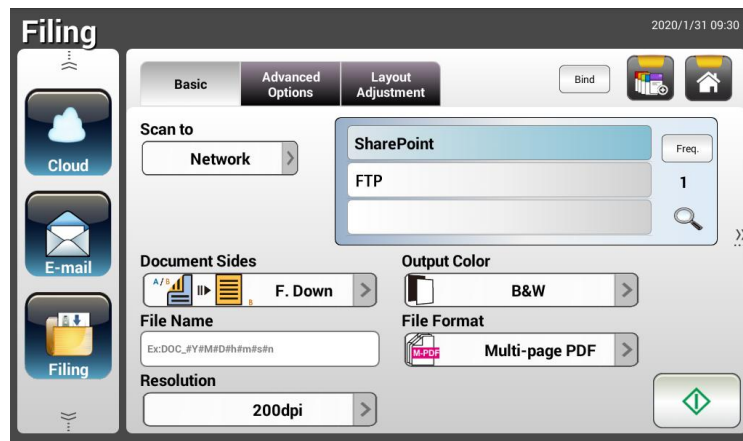 Filing
2020/1/31 09:30
Basic
Advanced
Options
Layout
Adjustment
Bind
Cloud
E-mail
Filing
Scan to
Network
SharePoint
FTP
Freq.
1
Document Sides
A/B
B
F. Down
Output Color
B&W
File Name
Ex:DOC_#Y#M#D#h#m#s#n
File Format
M-PDF
Multi-page PDF
Resolution
200dpi